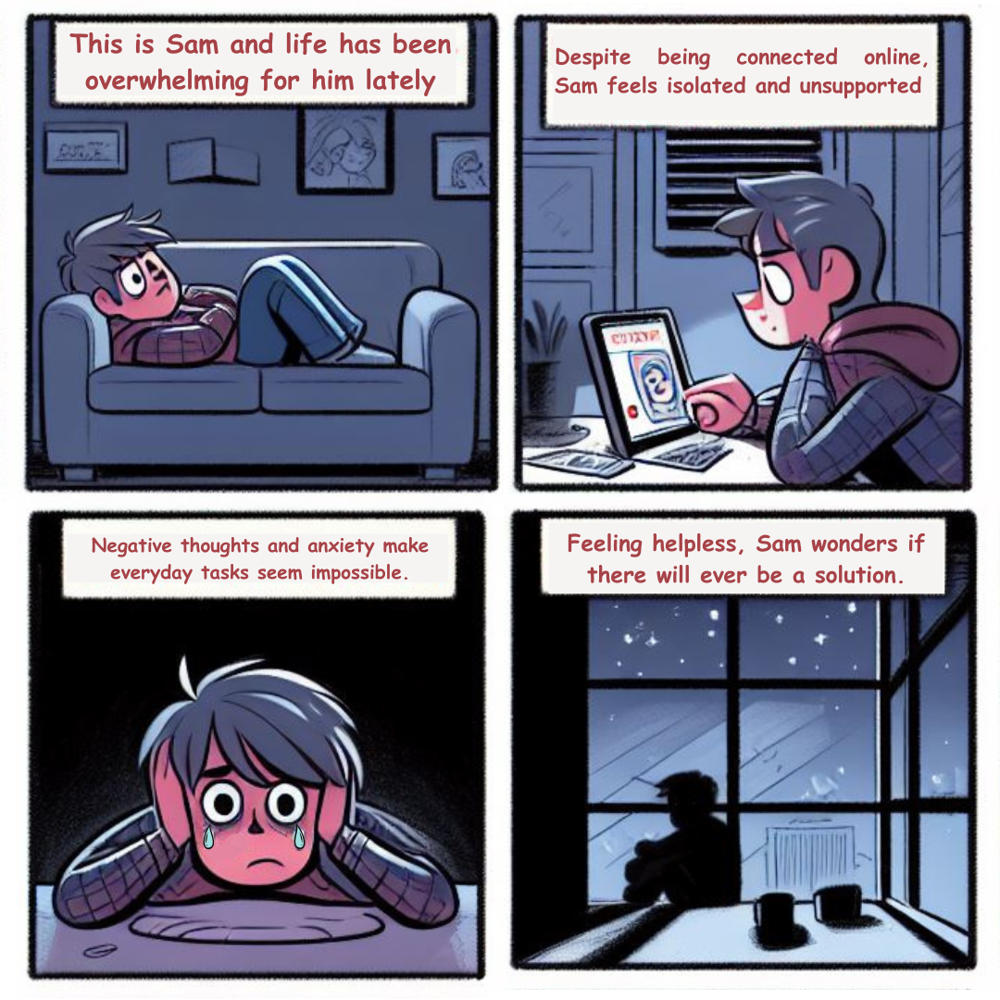 This is Sam and life has been
overwhelming for him lately
Despite being connected online,
Sam feels isolated and unsupported
Negative thoughts and anxiety make
everyday tasks seem impossible.
Feeling helpless, Sam wonders if
there will ever be a solution.